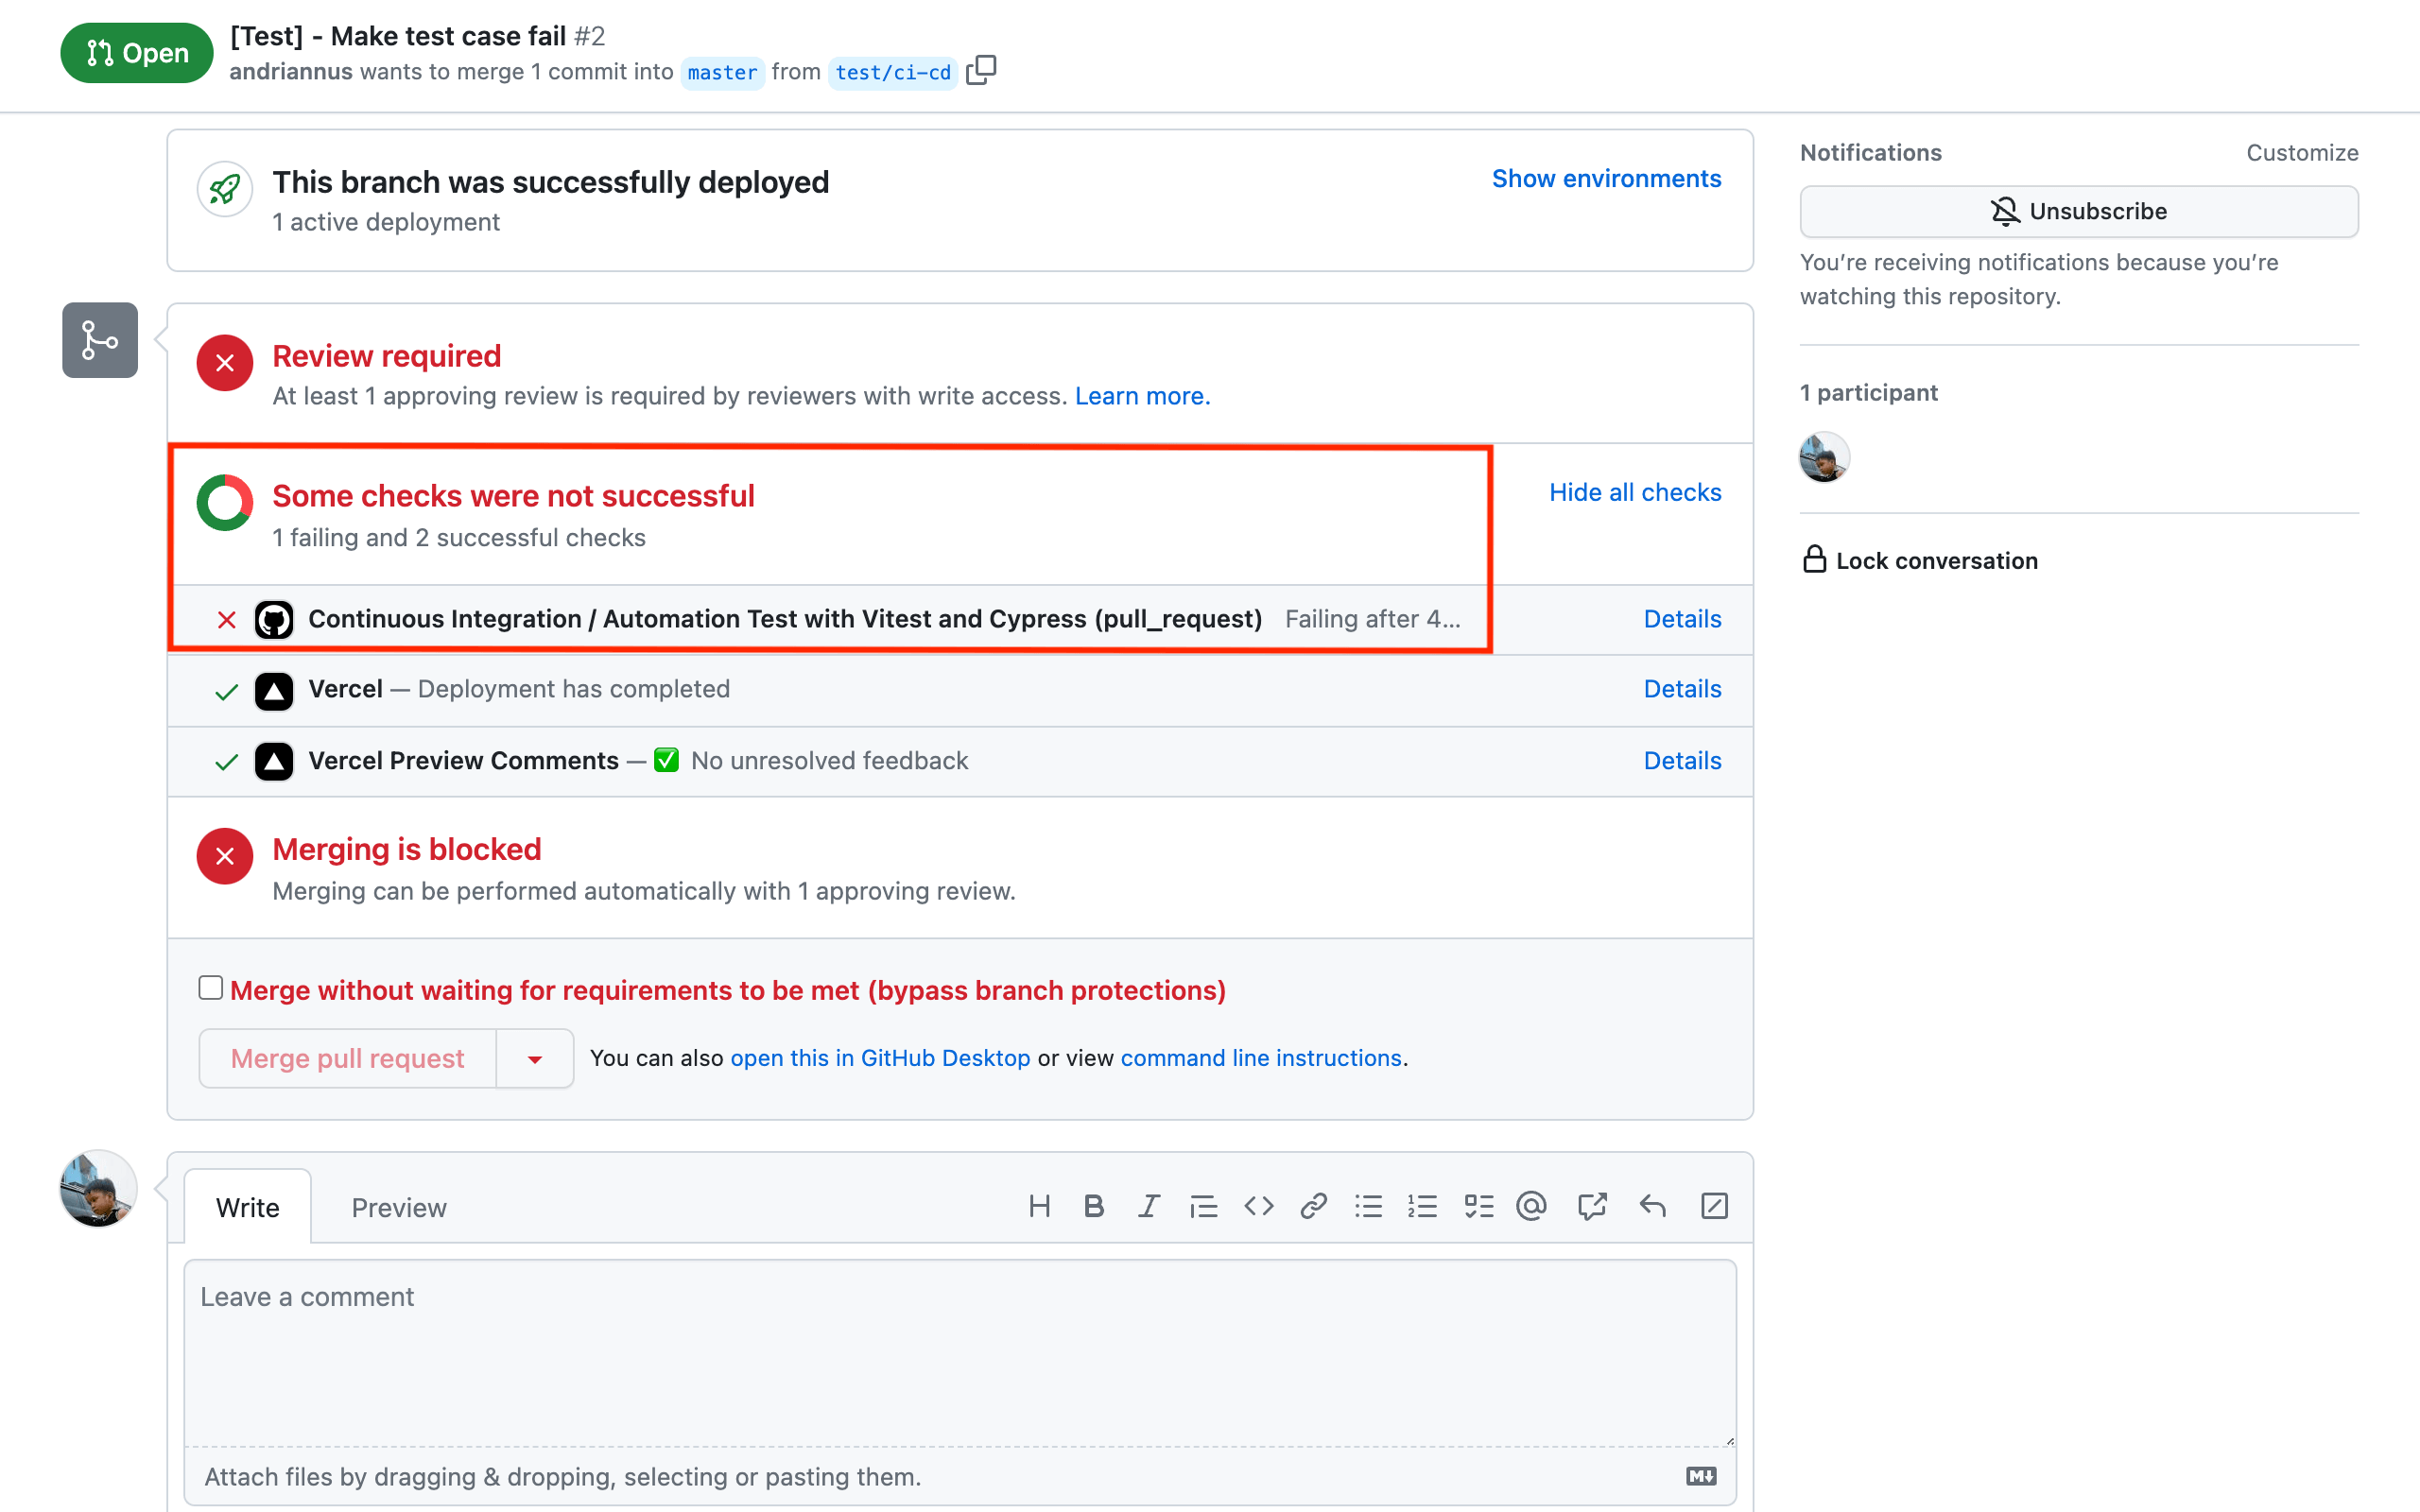 Open
[Test] - Make test case fail #2
andriannus wants to merge 1 commit into master from test/ci-cd
This branch was successfully deployed
1 active deployment
Show environments
Review required
At least 1 approving review is required by reviewers with write access. Learn more.
Some checks were not successful
1 failing and 2 successful checks
Hide all checks
Continuous Integration / Automation Test with Vitest and Cypress (pull_request) Failing after 4... Details
Vercel — Deployment has completed Details
Vercel Preview Comments — ✅ No unresolved feedback Details
Merging is blocked
Merging can be performed automatically with 1 approving review.
Merge without waiting for requirements to be met (bypass branch protections)
Merge pull request
You can also open this in GitHub Desktop or view command line instructions.
Write
Preview
Leave a comment
Attach files by dragging & dropping, selecting or pasting them.
Notifications
Customize
Unsubscribe
You’re receiving notifications because you’re
watching this repository.
1 participant
Lock conversation